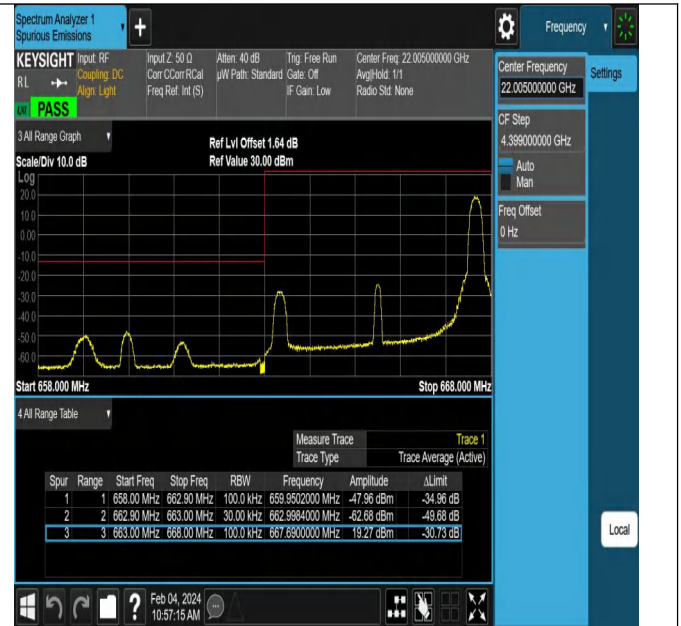 Spectrum Analyzer 1
Spurious Emissions
Frequency
KEYSIGHT Input: RF Input Z: 50 Ω Atten: 40 dB Trig: Free Run Center Freq: 22.005000000 GHz
RL Coupling: DC Corr CCorr RCal µW Path: Standard Gate: Off Avg|Hold: 1/1
Align: Light Freq Ref: Int (S) IF Gain: Low Radio Std: None
LXI PASS
Center Frequency
22.005000000 GHz
Settings
CF Step
4.399000000 GHz
Auto
Man
Freq Offset
0 Hz
3 All Range Graph
Ref Lvl Offset 1.64 dB
Scale/Div 10.0 dB Ref Value 30.00 dBm
Log
20.0
10.0
0.00
-10.0
-20.0
-30.0
-40.0
-50.0
-60.0
Start 658.000 MHz Stop 668.000 MHz
4 All Range Table
Measure Trace Trace 1
Trace Type Trace Average (Active)
Spur Range Start Freq Stop Freq RBW Frequency Amplitude ΔLimit
1 1 658.00 MHz 662.90 MHz 100.0 kHz 659.9502000 MHz -47.96 dBm -34.96 dB
2 2 662.90 MHz 663.00 MHz 30.00 kHz 662.9984000 MHz -62.68 dBm -49.68 dB
3 3 663.00 MHz 668.00 MHz 100.0 kHz 667.6900000 MHz 19.27 dBm -30.73 dB
Local
?
Feb 04, 2024
10:57:15 AM